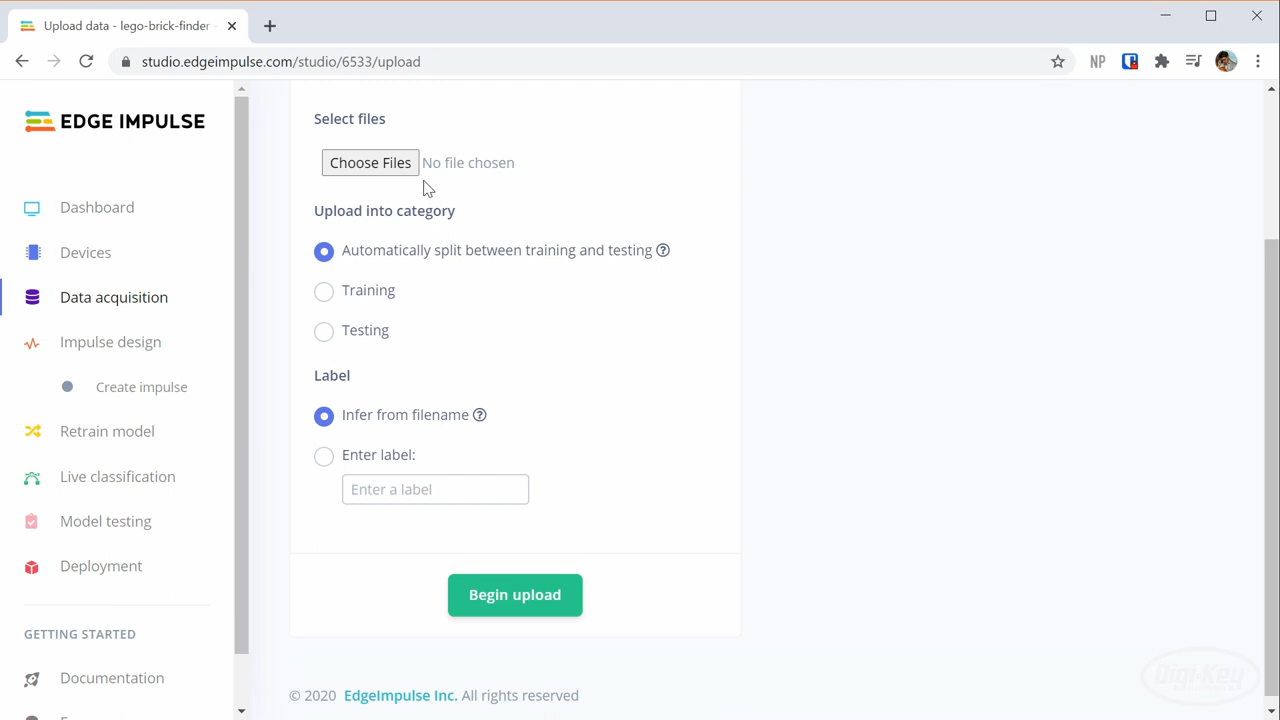 Upload data - lego-brick-finder -
studio.edgeimpulse.com/studio/6533/upload
NP
EDGE IMPULSE
Dashboard
Devices
Data acquisition
Impulse design
Create impulse
Retrain model
Live classification
Model testing
Deployment
GETTING STARTED
Documentation
Select files
Choose Files No file chosen
Upload into category
Automatically split between training and testing ?
Training
Testing
Label
Infer from filename ?
Enter label:
Enter a label
Begin upload
© 2020 EdgeImpulse Inc. All rights reserved
Digi-Key